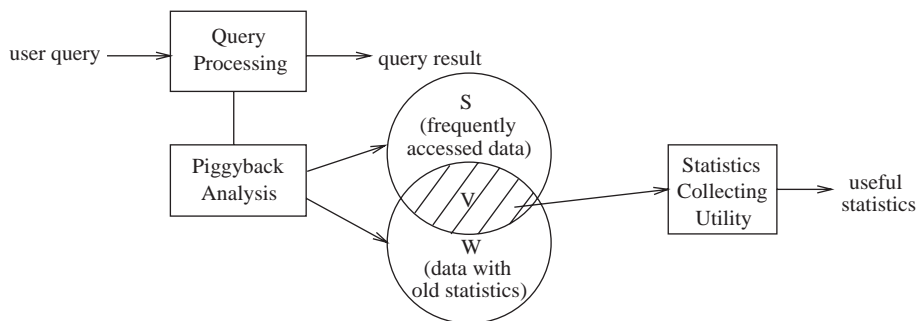 user query
Query
Processing
query result
Piggyback
Analysis
S
(frequently
accessed data)
V
W
(data with
old statistics)
Statistics
Collecting
Utility
useful
statistics